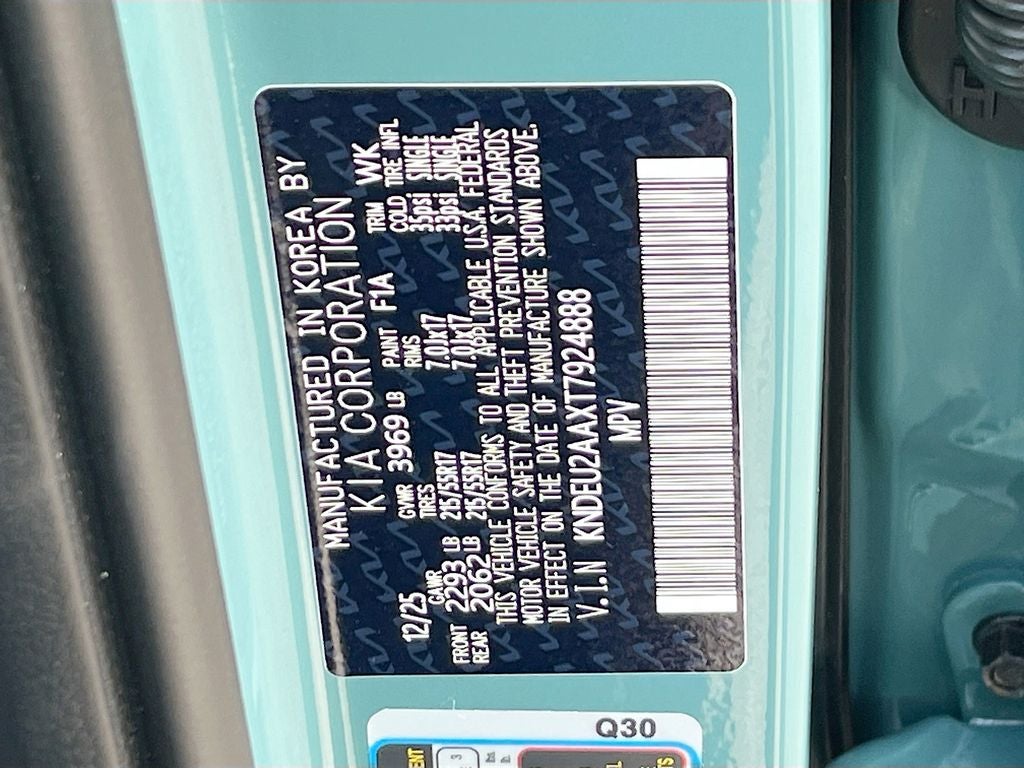 MANUFACTURED IN KOREA BY
KIA CORPORATION
12/25 GVWR 3969 LB PAINT F1A TRIM WK
GAWR TIRES RIMS COLD TIRE INFL
FRONT 2293 LB 215/55R17 7.0Jx17 35psi SINGLE
REAR 2062 LB 215/55R17 7.0Jx17 33psi SINGLE
THIS VEHICLE CONFORMS TO ALL APPLICABLE U.S.A. FEDERAL
MOTOR VEHICLE SAFETY AND THEFT PREVENTION STANDARDS
IN EFFECT ON THE DATE OF MANUFACTURE SHOWN ABOVE.
V.I.N KNDEU2AAXT7924888
MPV
Q30
H
3